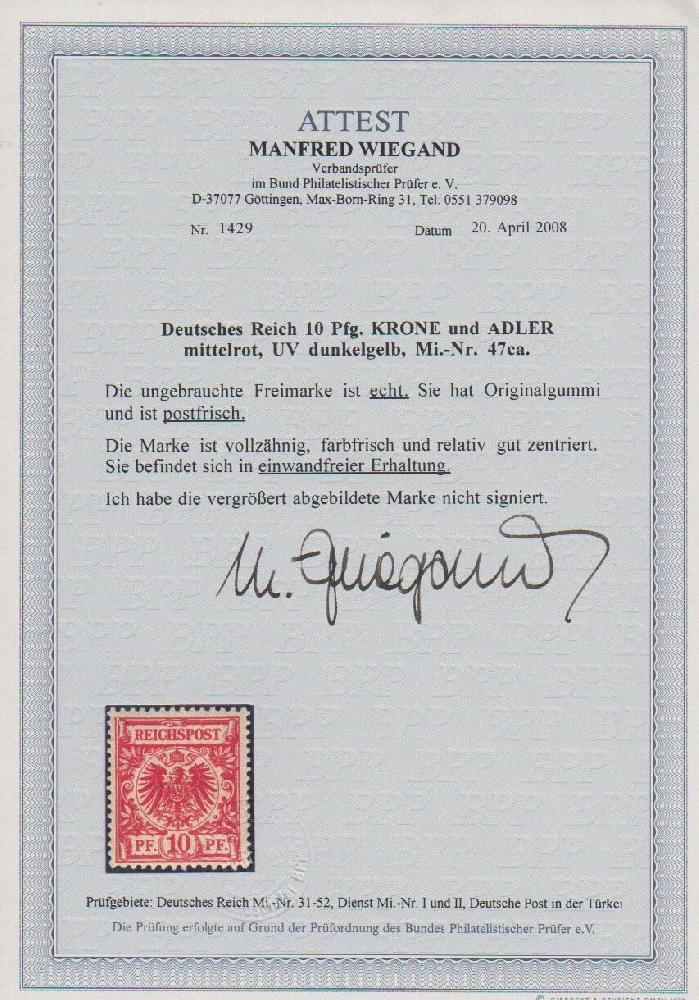 ATTEST
MANFRED WIEGAND
Verbandsprüfer
im Bund Philatelistischer Prüfer e. V.
D-37077 Göttingen, Max-Born-Ring 31, Tel. 0551 379098
Nr. 1429 Datum 20. April 2008
Deutsches Reich 10 Pfg. KRONE und ADLER
mittelrot, UV dunkelgelb, Mi.-Nr. 47ca.
Die ungebrauchte Freimarke ist echt. Sie hat Originalgummi
und ist postfrisch.
Die Marke ist vollzähnig, farbfrisch und relativ gut zentriert.
Sie befindet sich in einwandfreier Erhaltung.
Ich habe die vergrößert abgebildete Marke nicht signiert.
M. Wiegand
REICHSPOST
PF. 10 PF.
Prüfgebiete: Deutsches Reich Mi.-Nr. 31-52, Dienst Mi.-Nr. I und II, Deutsche Post in der Türkei
Die Prüfung erfolgte auf Grund der Prüfordnung des Bundes Philatelistischer Prüfer e.V.